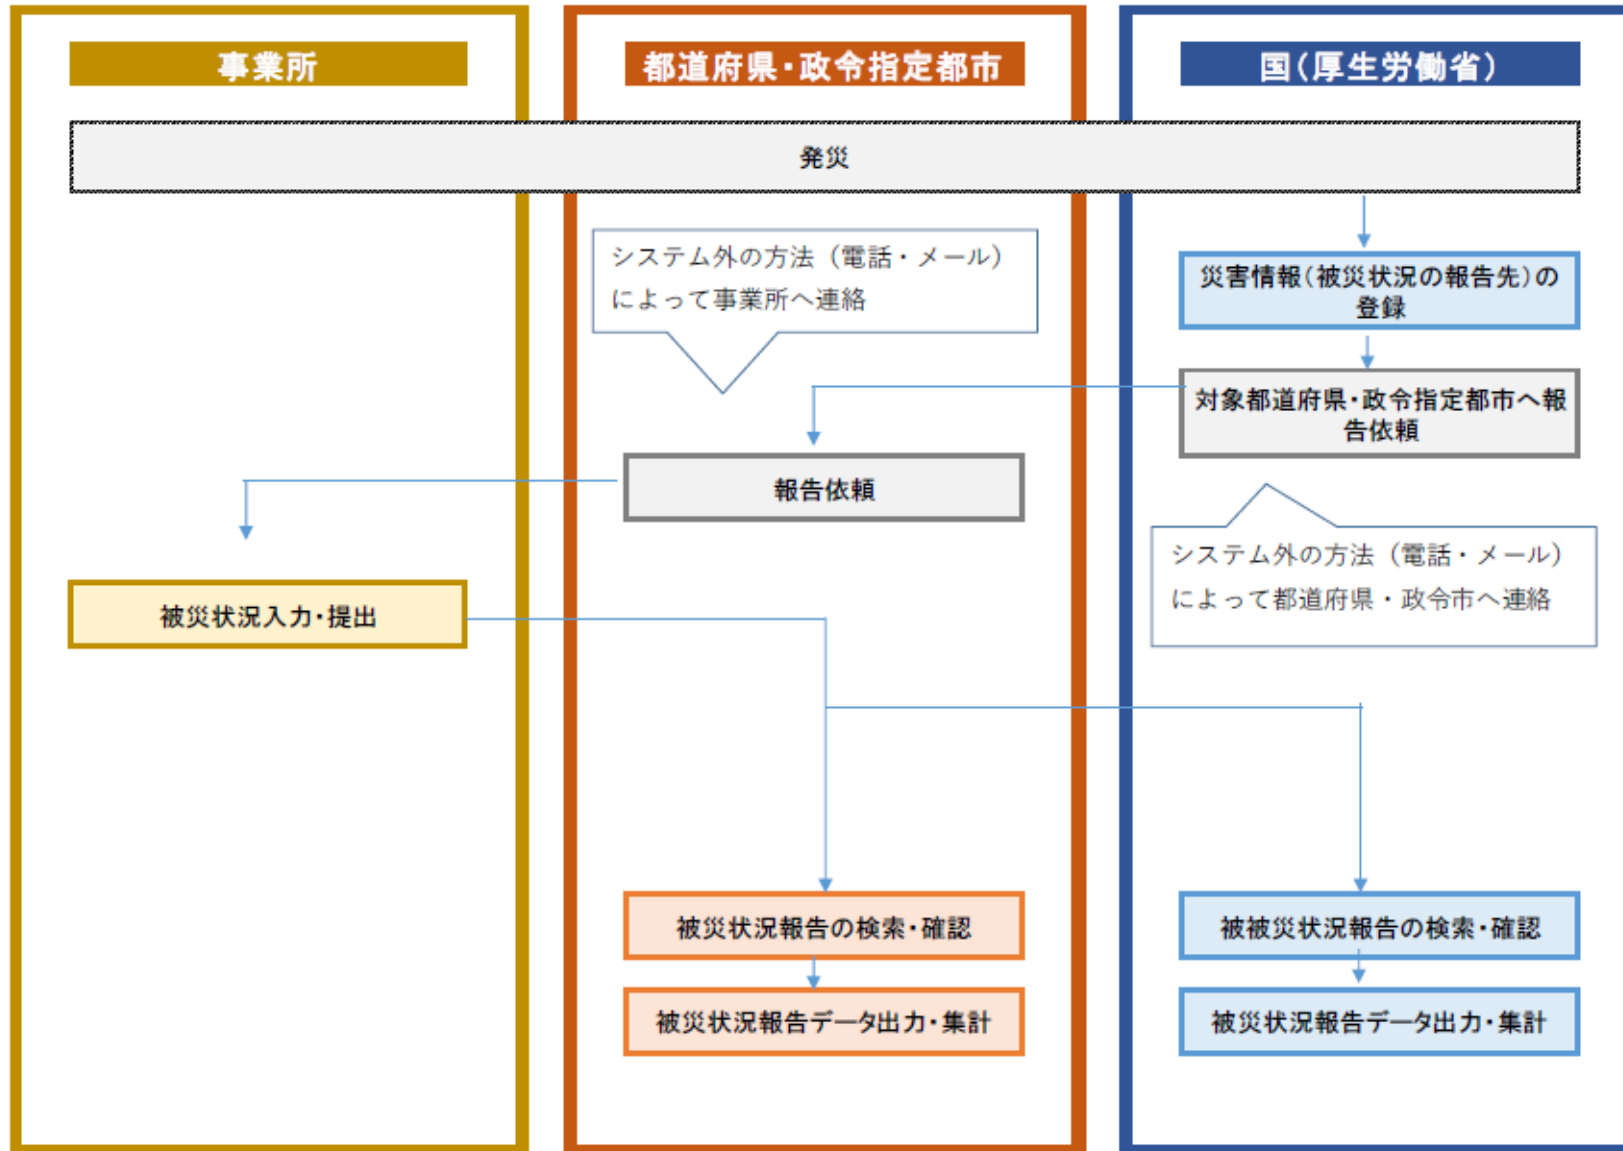 事業所
都道府県・政令指定都市
国(厚生労働省)
発災
システム外の方法（電話・メール）
によって事業所へ連絡
災害情報(被災状況の報告先)の
登録
対象都道府県・政令指定都市へ報
告依頼
報告依頼
システム外の方法（電話・メール）
によって都道府県・政令市へ連絡
被災状況入力・提出
被災状況報告の検索・確認
被被災状況報告の検索・確認
被災状況報告データ出力・集計
被災状況報告データ出力・集計